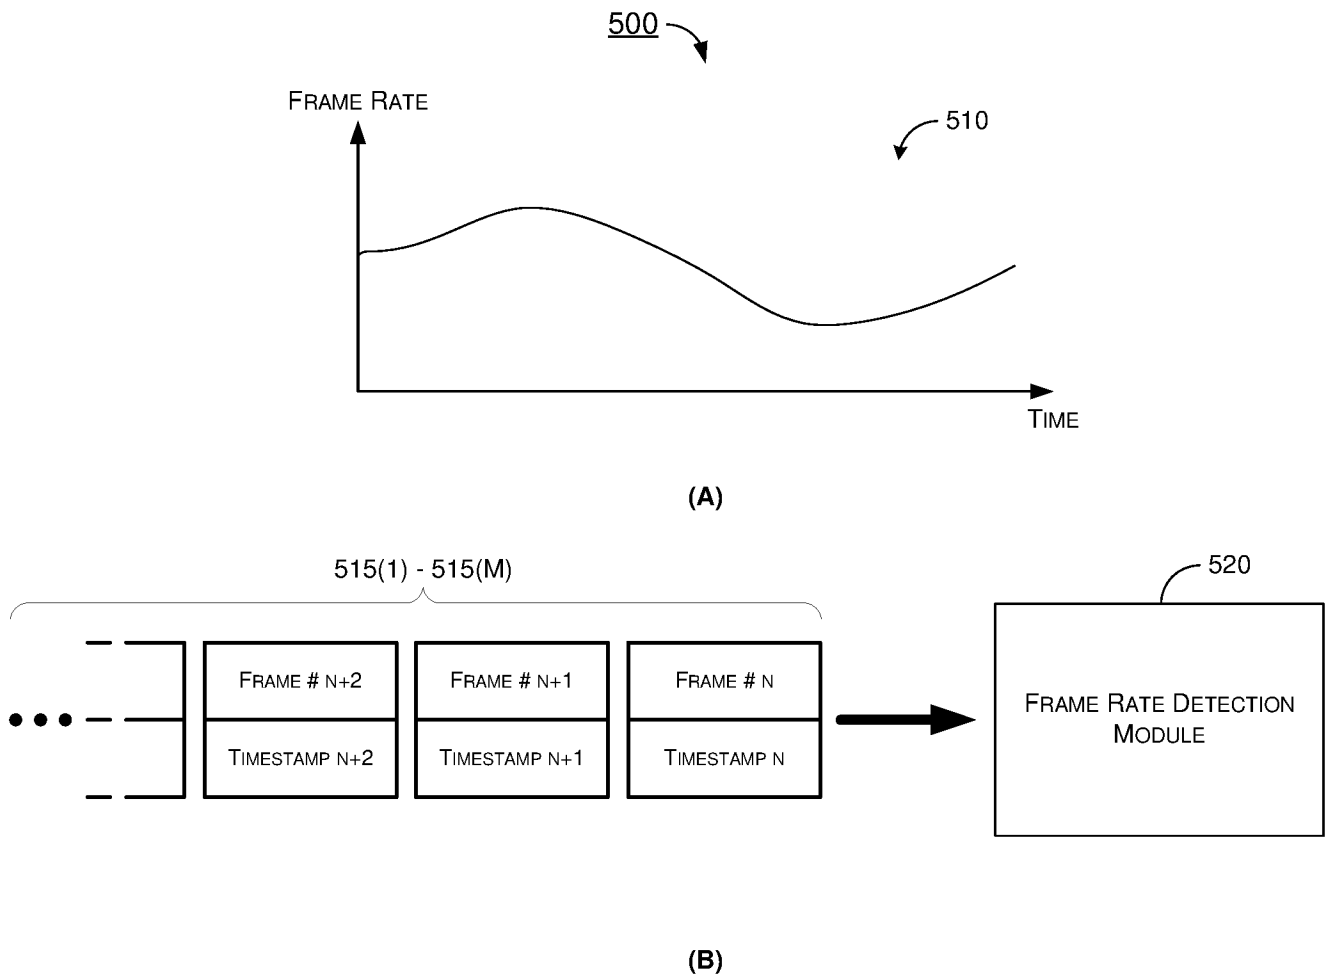 500
FRAME RATE
510
TIME
(A)
515(1) - 515(M)
520
FRAME # N+2
FRAME # N+1
FRAME # N
FRAME RATE DETECTION
MODULE
TIMESTAMP N+2
TIMESTAMP N+1
TIMESTAMP N
(B)